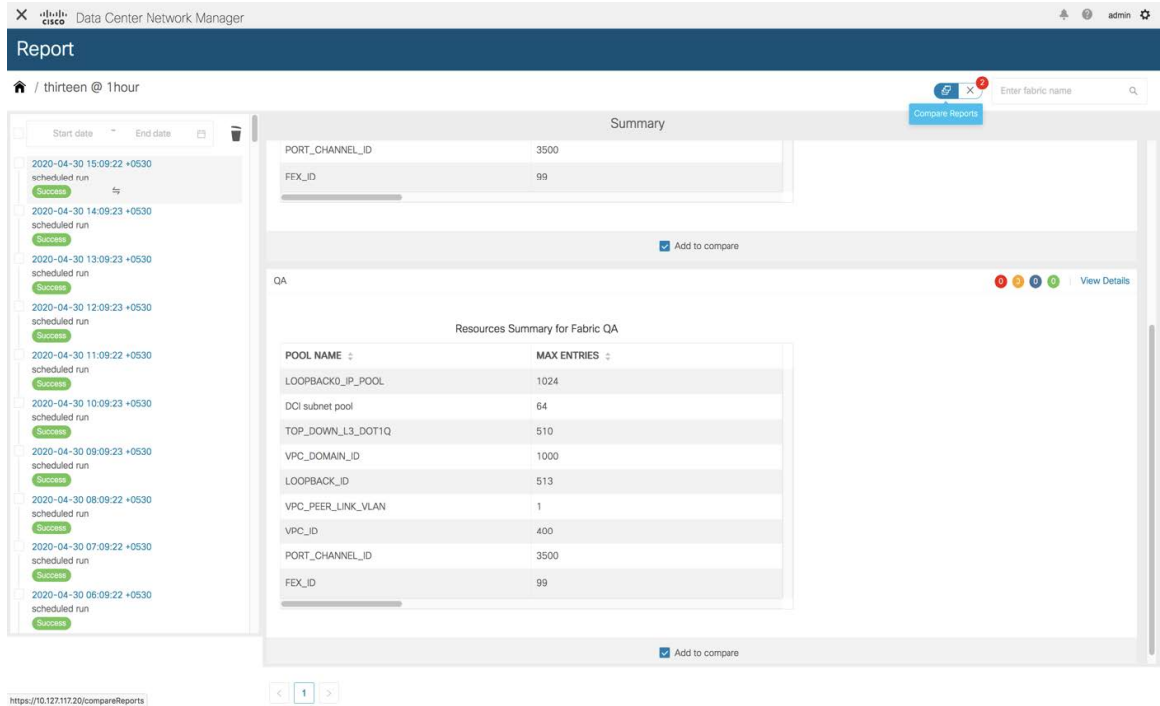 CISCO Data Center Network Manager
admin
Report
/ thirteen @ 1hour
2
Enter fabric name
Compare Reports
Start date ~ End date
Summary
2020-04-30 15:09:22 +0530
scheduled run
Success
2020-04-30 14:09:23 +0530
scheduled run
Success
2020-04-30 13:09:23 +0530
scheduled run
Success
2020-04-30 12:09:23 +0530
scheduled run
Success
2020-04-30 11:09:22 +0530
scheduled run
Success
2020-04-30 10:09:23 +0530
scheduled run
Success
2020-04-30 09:09:23 +0530
scheduled run
Success
2020-04-30 08:09:22 +0530
scheduled run
Success
2020-04-30 07:09:22 +0530
scheduled run
Success
2020-04-30 06:09:22 +0530
scheduled run
Success
PORT_CHANNEL_ID 3500
FEX_ID 99
Add to compare
QA
0 0 0 View Details
Resources Summary for Fabric QA
POOL NAME MAX ENTRIES
LOOPBACK0_IP_POOL 1024
DCI subnet pool 64
TOP_DOWN_L3_DOT1Q 510
VPC_DOMAIN_ID 1000
LOOPBACK_ID 513
VPC_PEER_LINK_VLAN 1
VPC_ID 400
PORT_CHANNEL_ID 3500
FEX_ID 99
Add to compare
< 1 >
https://10.127.117.20/compareReports